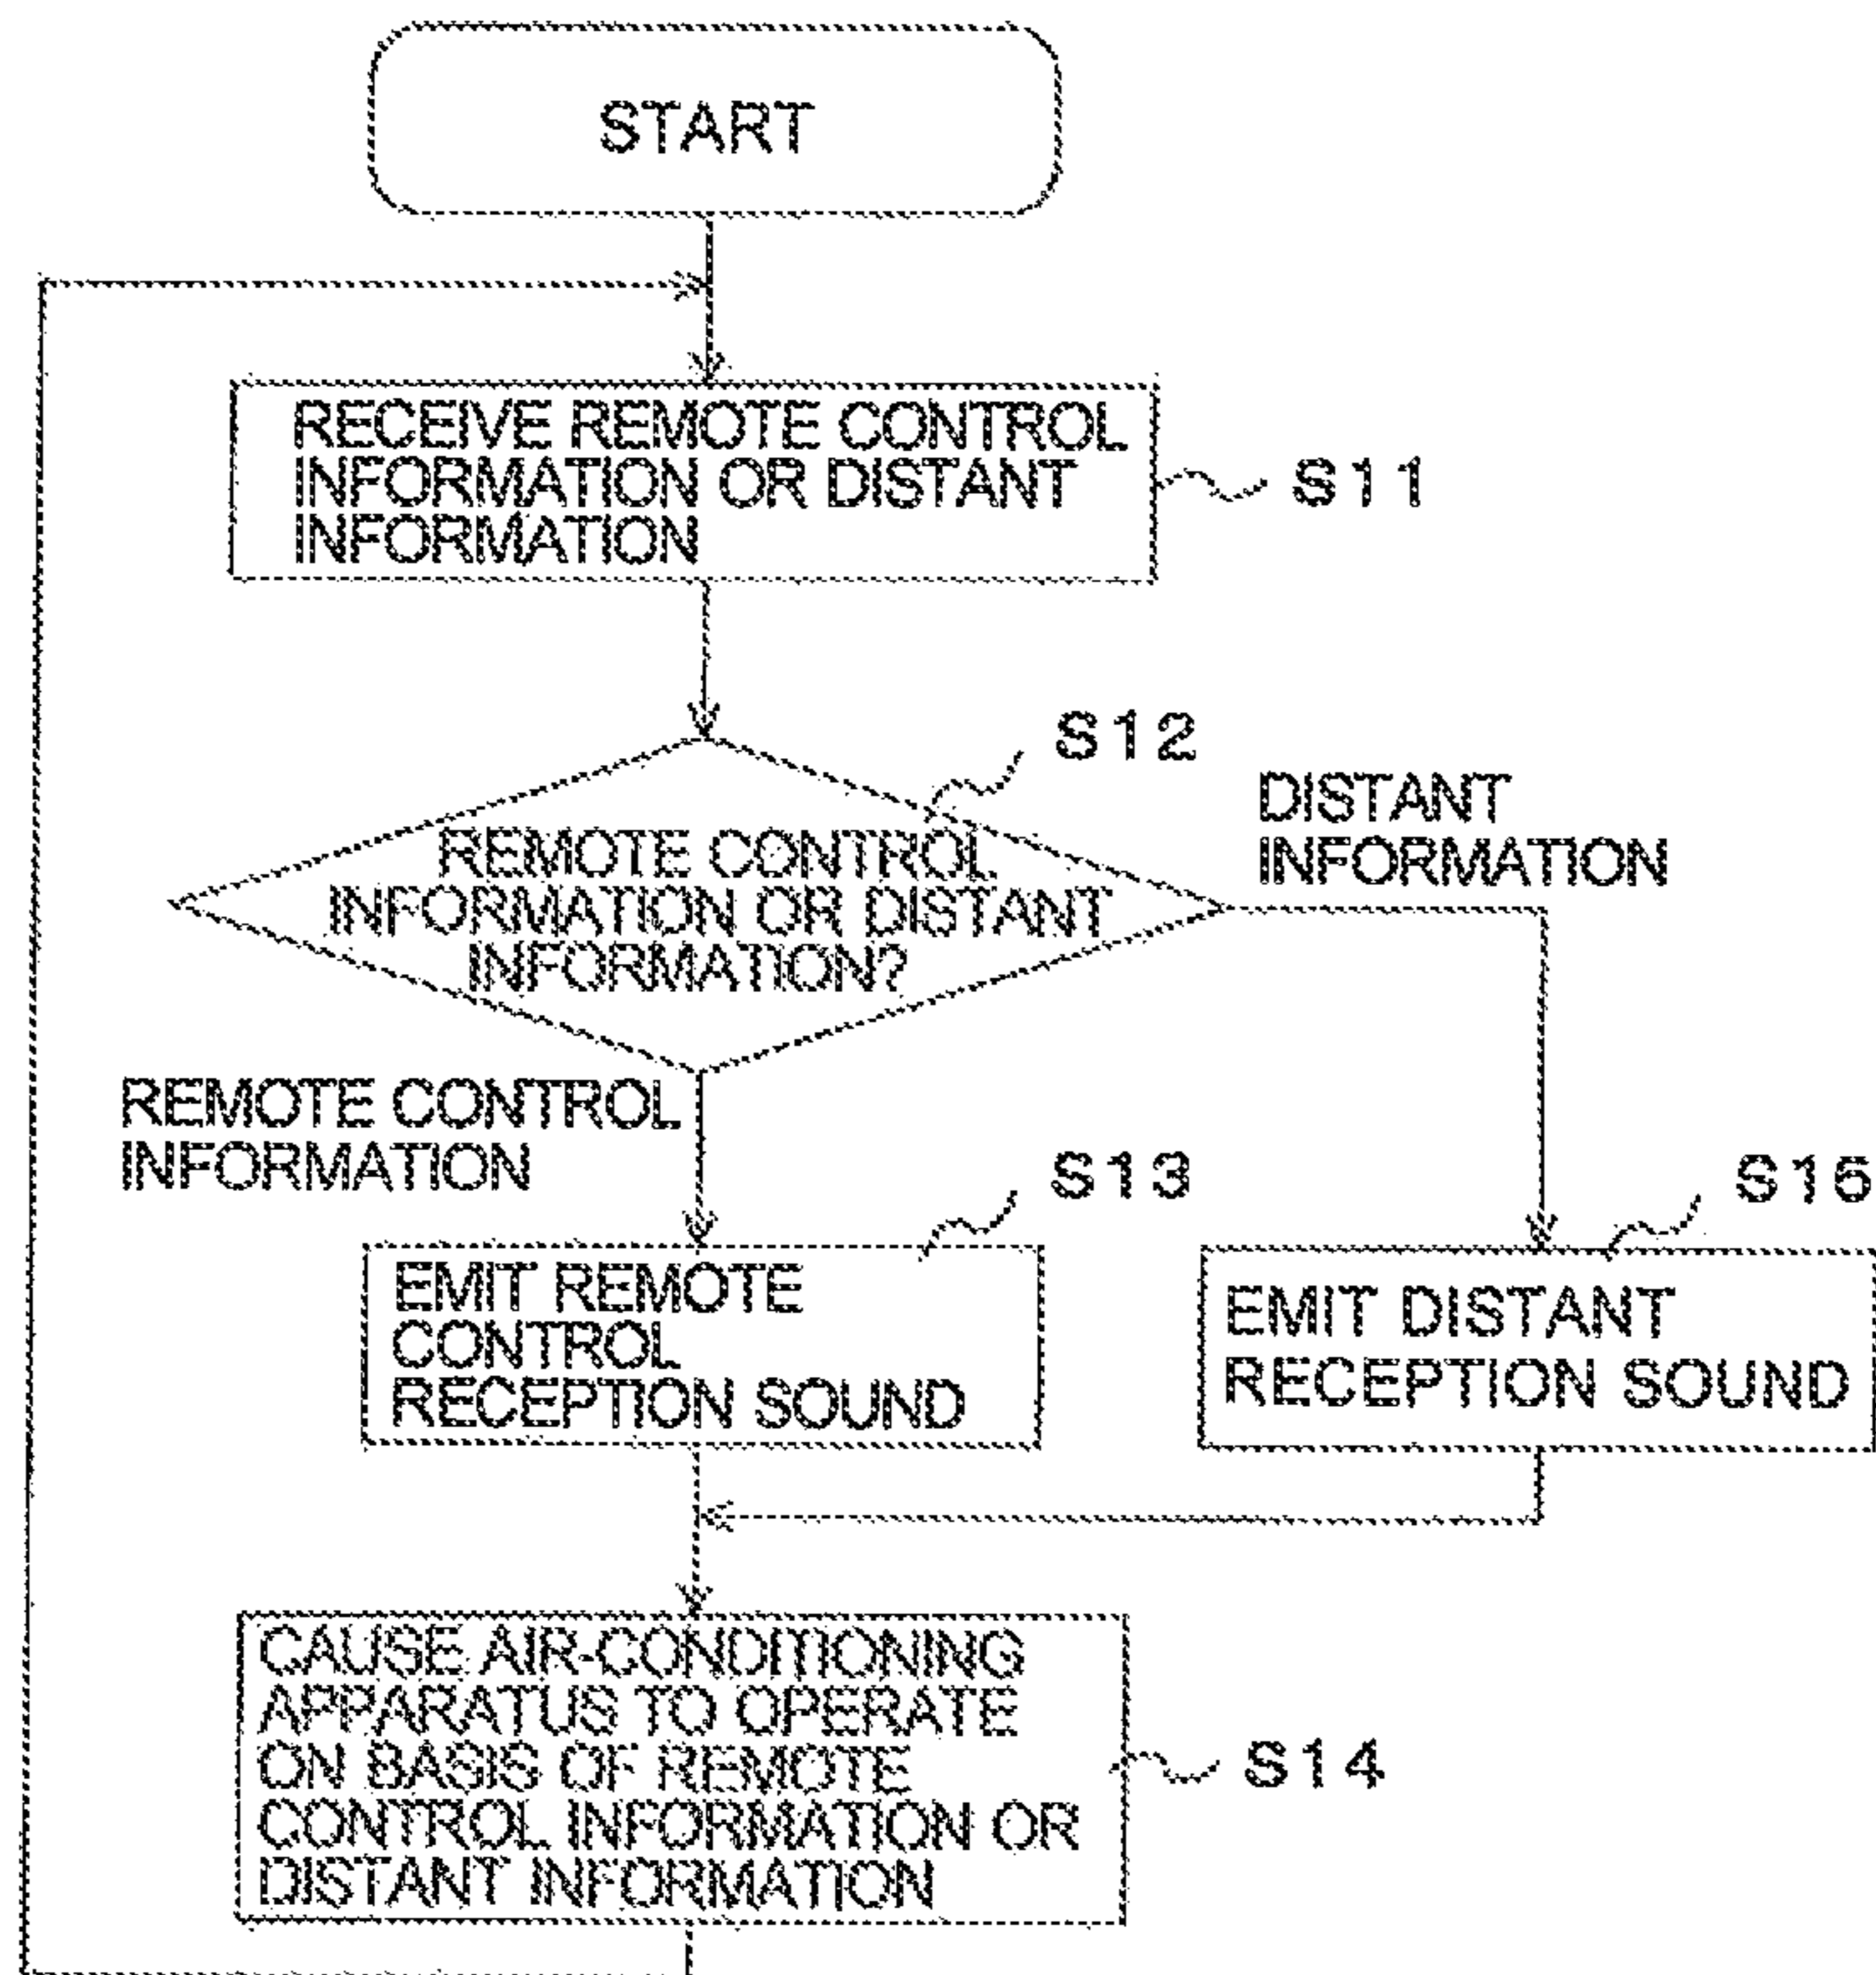 START
RECEIVE REMOTE CONTROL
INFORMATION OR DISTANT
INFORMATION
S11
S12
REMOTE CONTROL
INFORMATION OR DISTANT
INFORMATION?
DISTANT
INFORMATION
REMOTE CONTROL
INFORMATION
S13
EMIT REMOTE
CONTROL
RECEPTION SOUND
S15
EMIT DISTANT
RECEPTION SOUND
CAUSE AIR-CONDITIONING
APPARATUS TO OPERATE
ON BASIS OF REMOTE
CONTROL INFORMATION OR
DISTANT INFORMATION
S14